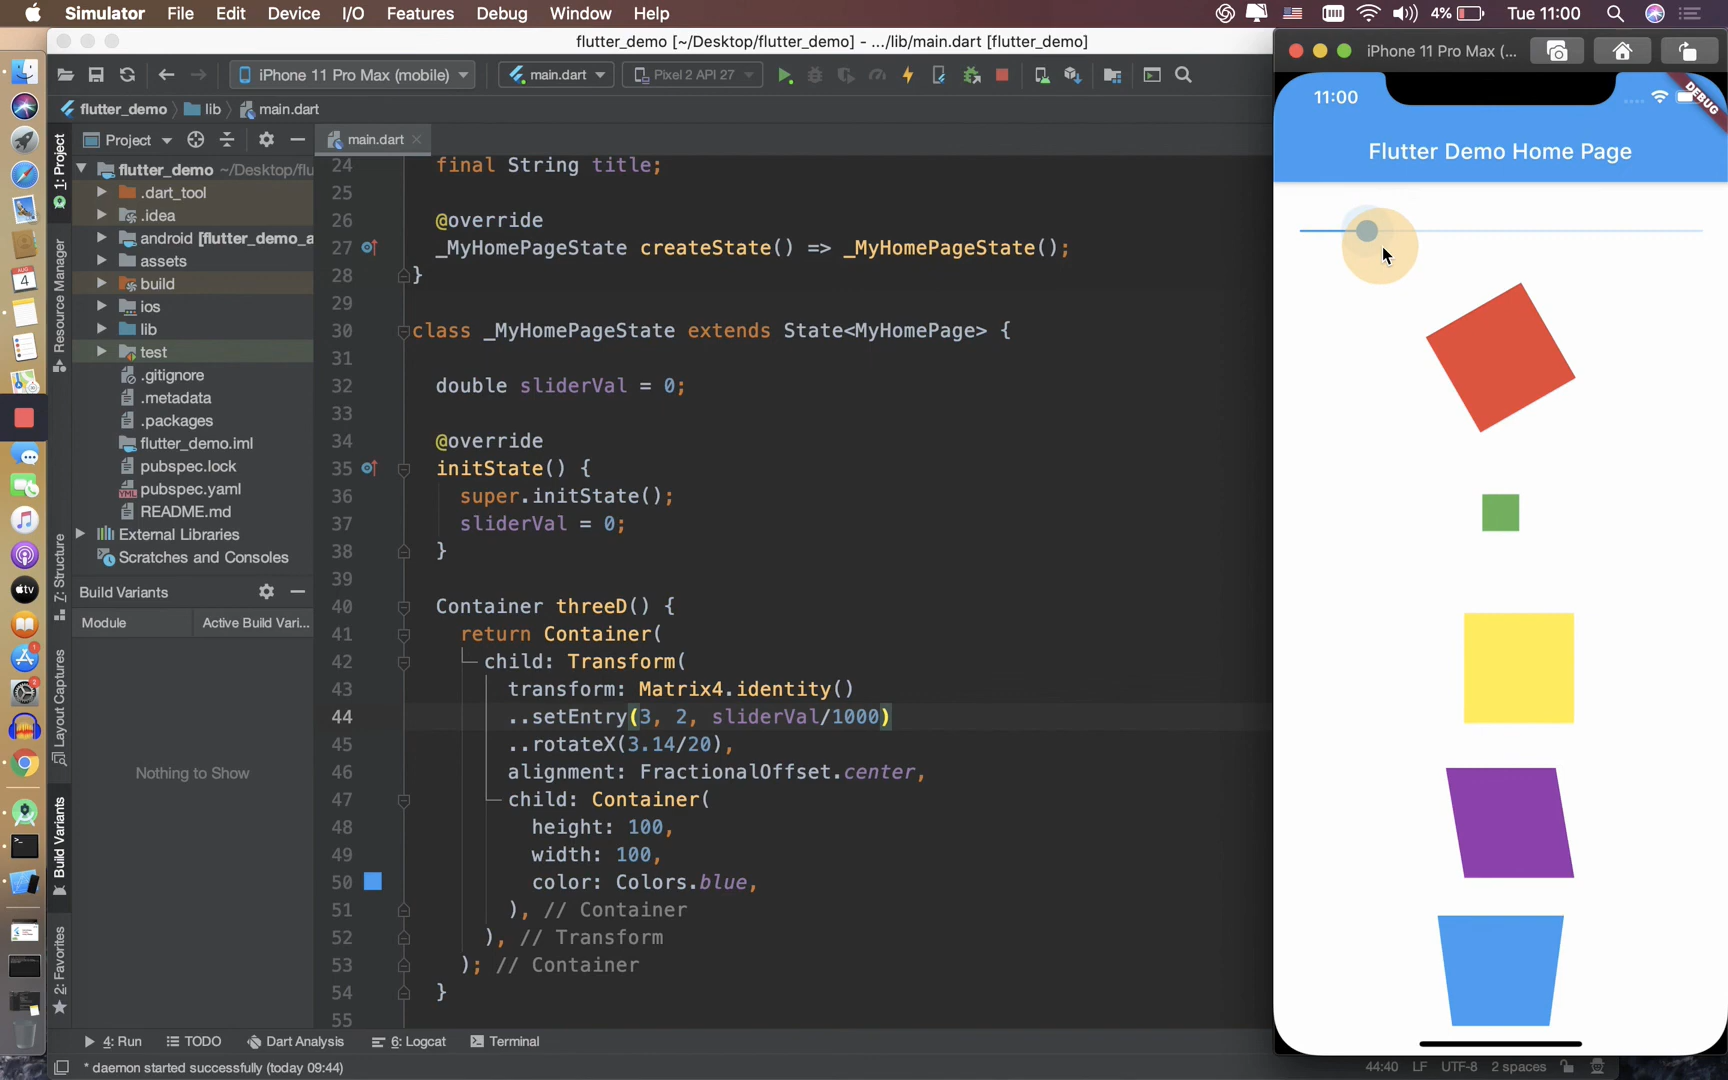 Simulator File Edit Device I/O Features Debug Window Help 4% Tue 11:00
flutter_demo [~/Desktop/flutter_demo] - .../lib/main.dart [flutter_demo]
iPhone 11 Pro Max (mobile) main.dart Pixel 2 API 27
flutter_demo lib main.dart
Project main.dart
1: Project
Resource Manager
7: Structure
Layout Captures
Build Variants
2: Favorites
flutter_demo ~/Desktop/flu
.dart_tool
.idea
android [flutter_demo_a
assets
build
ios
lib
test
.gitignore
.metadata
.packages
flutter_demo.iml
pubspec.lock
pubspec.yaml
README.md
External Libraries
Scratches and Consoles
Build Variants
Module Active Build Vari...
Nothing to Show
24 final String title;
25
26 @override
27 _MyHomePageState createState() => _MyHomePageState();
28 }
29
30 class _MyHomePageState extends State<MyHomePage> {
31
32 double sliderVal = 0;
33
34 @override
35 initState() {
36 super.initState();
37 sliderVal = 0;
38 }
39
40 Container threeD() {
41 return Container(
42 child: Transform(
43 transform: Matrix4.identity()
44 ..setEntry(3, 2, sliderVal/1000)
45 ..rotateX(3.14/20),
46 alignment: FractionalOffset.center,
47 child: Container(
48 height: 100,
49 width: 100,
50 color: Colors.blue,
51 ), // Container
52 ), // Transform
53 ); // Container
54 }
55
4: Run TODO Dart Analysis 6: Logcat Terminal
* daemon started successfully (today 09:44)
44:40 LF UTF-8 2 spaces
iPhone 11 Pro Max (...
11:00
DEBUG
Flutter Demo Home Page
AUG
4
tv